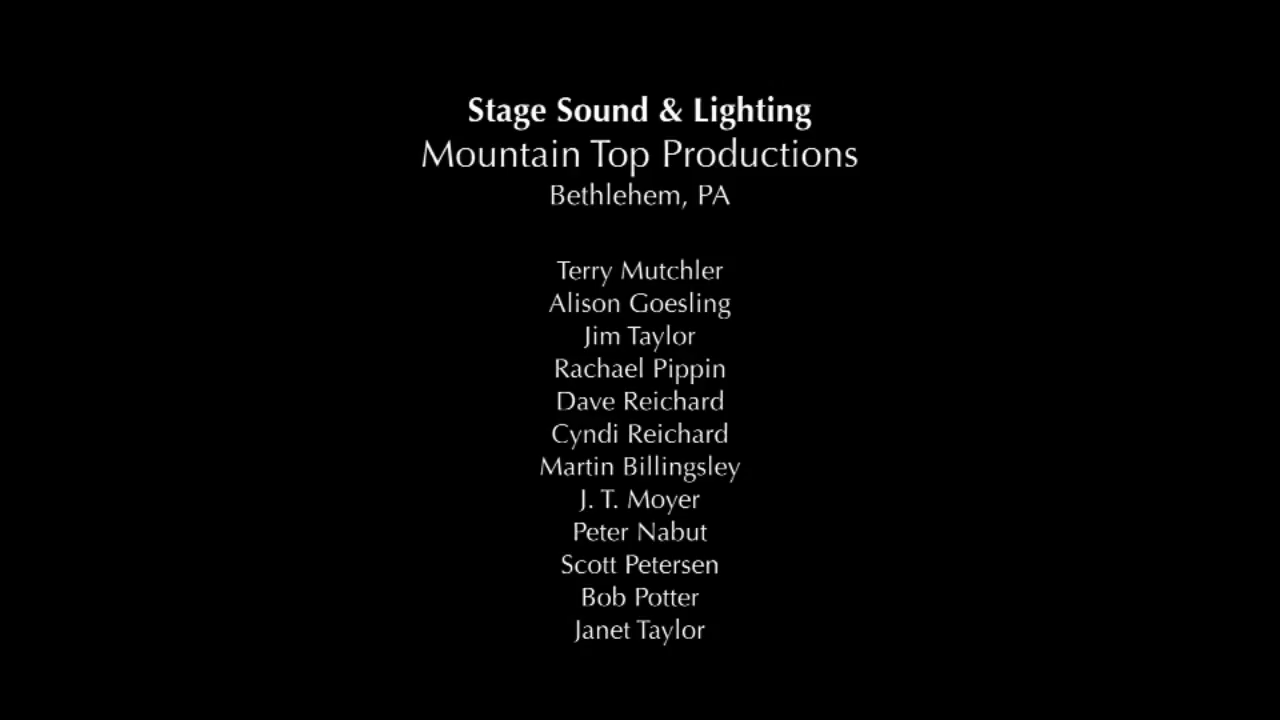 Stage Sound & Lighting
Mountain Top Productions
Bethlehem, PA
Terry Mutchler
Alison Goesling
Jim Taylor
Rachael Pippin
Dave Reichard
Cyndi Reichard
Martin Billingsley
J. T. Moyer
Peter Nabut
Scott Petersen
Bob Potter
Janet Taylor